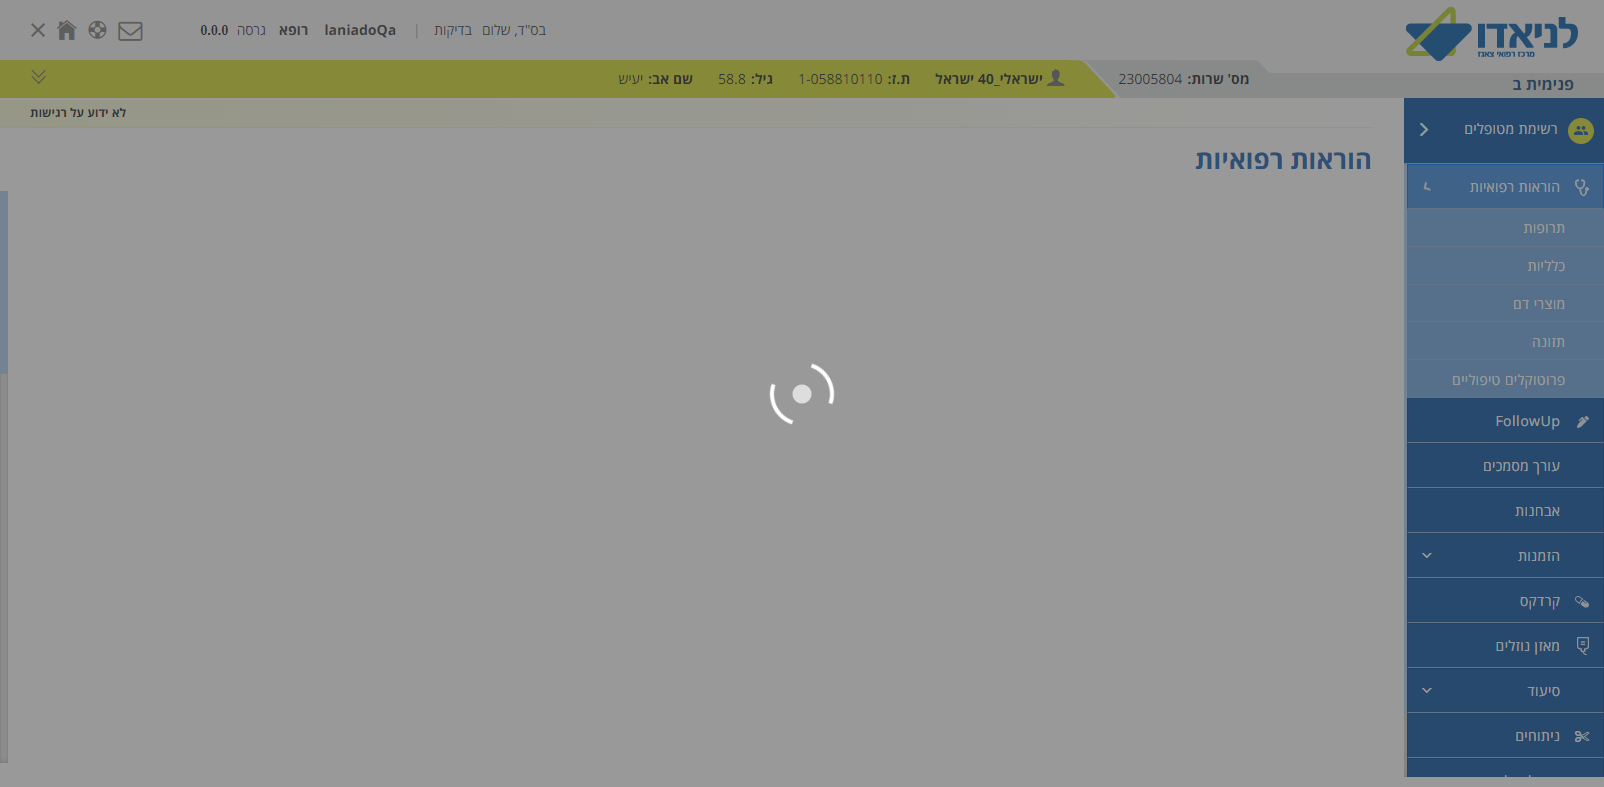 לניאדו
מרכז רפואי צאנז
בס"ד, שלום בדיקות | laniadoQa רופא גרסה 0.0.0
פנימית ב
מס' שרות: 23005804 ישראלי_40 ישראל ת.ז: 1-058810110 גיל: 58.8 שם אב: יעיש
לא ידוע על רגישות
הוראות רפואיות
רשימת מטופלים
הוראות רפואיות
תרופות
כלליות
מוצרי דם
תזונה
פרוטוקלים טיפוליים
FollowUp
עורך מסמכים
אבחנות
הזמנות
קרדקס
מאזן נוזלים
סיעוד
ניתוחים